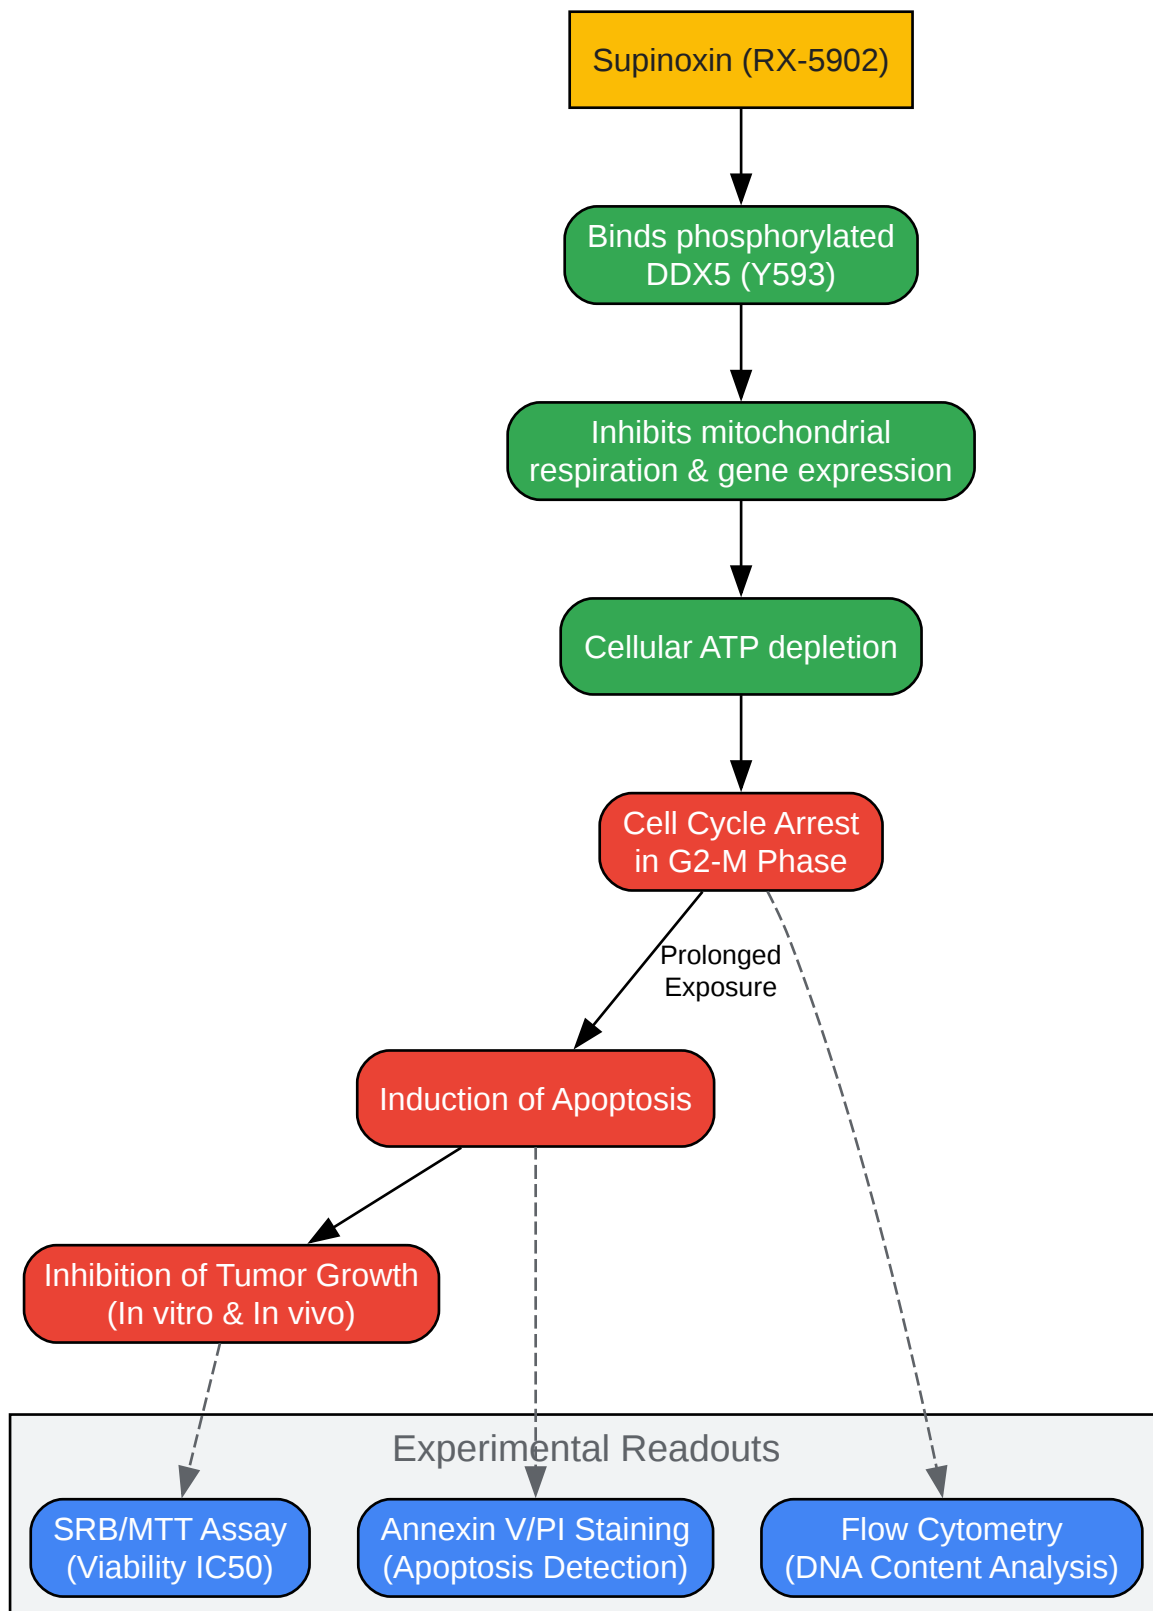 Supinoxin (RX-5902)
Binds phosphorylated
DDX5 (Y593)
Inhibits mitochondrial
respiration & gene expression
Cellular ATP depletion
Cell Cycle Arrest
in G2-M Phase
Prolonged
Exposure
Induction of Apoptosis
Inhibition of Tumor Growth
(In vitro & In vivo)
Experimental Readouts
SRB/MTT Assay
(Viability IC50)
Annexin V/PI Staining
(Apoptosis Detection)
Flow Cytometry
(DNA Content Analysis)